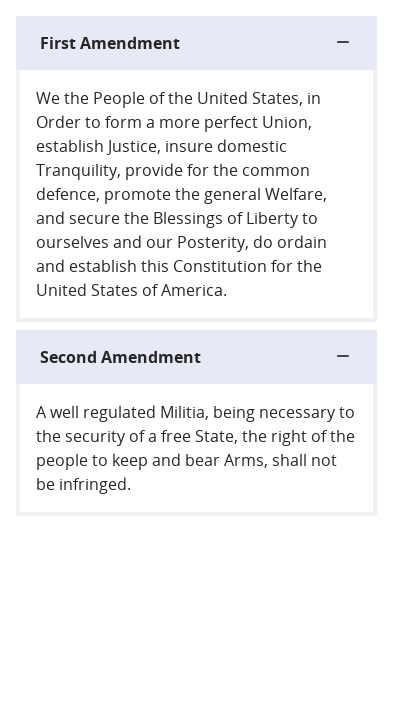 First Amendment
We the People of the United States, in
Order to form a more perfect Union,
establish Justice, insure domestic
Tranquility, provide for the common
defence, promote the general Welfare,
and secure the Blessings of Liberty to
ourselves and our Posterity, do ordain
and establish this Constitution for the
United States of America.
Second Amendment
A well regulated Militia, being necessary to
the security of a free State, the right of the
people to keep and bear Arms, shall not
be infringed.